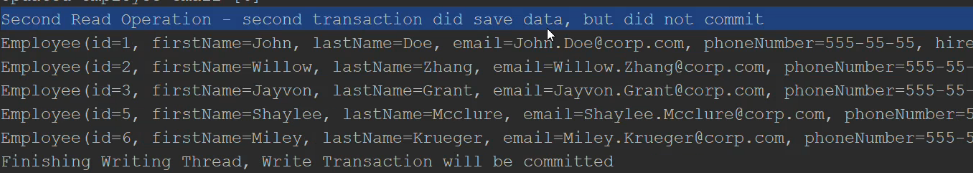 Second Read Operation - second transaction did save data, but did not commit
Employee(id=1, firstName=John, lastName=Doe, email=John.Doe@corp.com, phoneNumber=555-55-55, hire
Employee(id=2, firstName=Willow, lastName=Zhang, email=Willow.Zhang@corp.com, phoneNumber=555-55-
Employee(id=3, firstName=Jayvon, lastName=Grant, email=Jayvon.Grant@corp.com, phoneNumber=555-55-
Employee(id=5, firstName=Shaylee, lastName=Mcclure, email=Shaylee.Mcclure@corp.com, phoneNumber=5
Employee(id=6, firstName=Miley, lastName=Krueger, email=Miley.Krueger@corp.com, phoneNumber=555-5
Finishing Writing Thread, Write Transaction will be committed